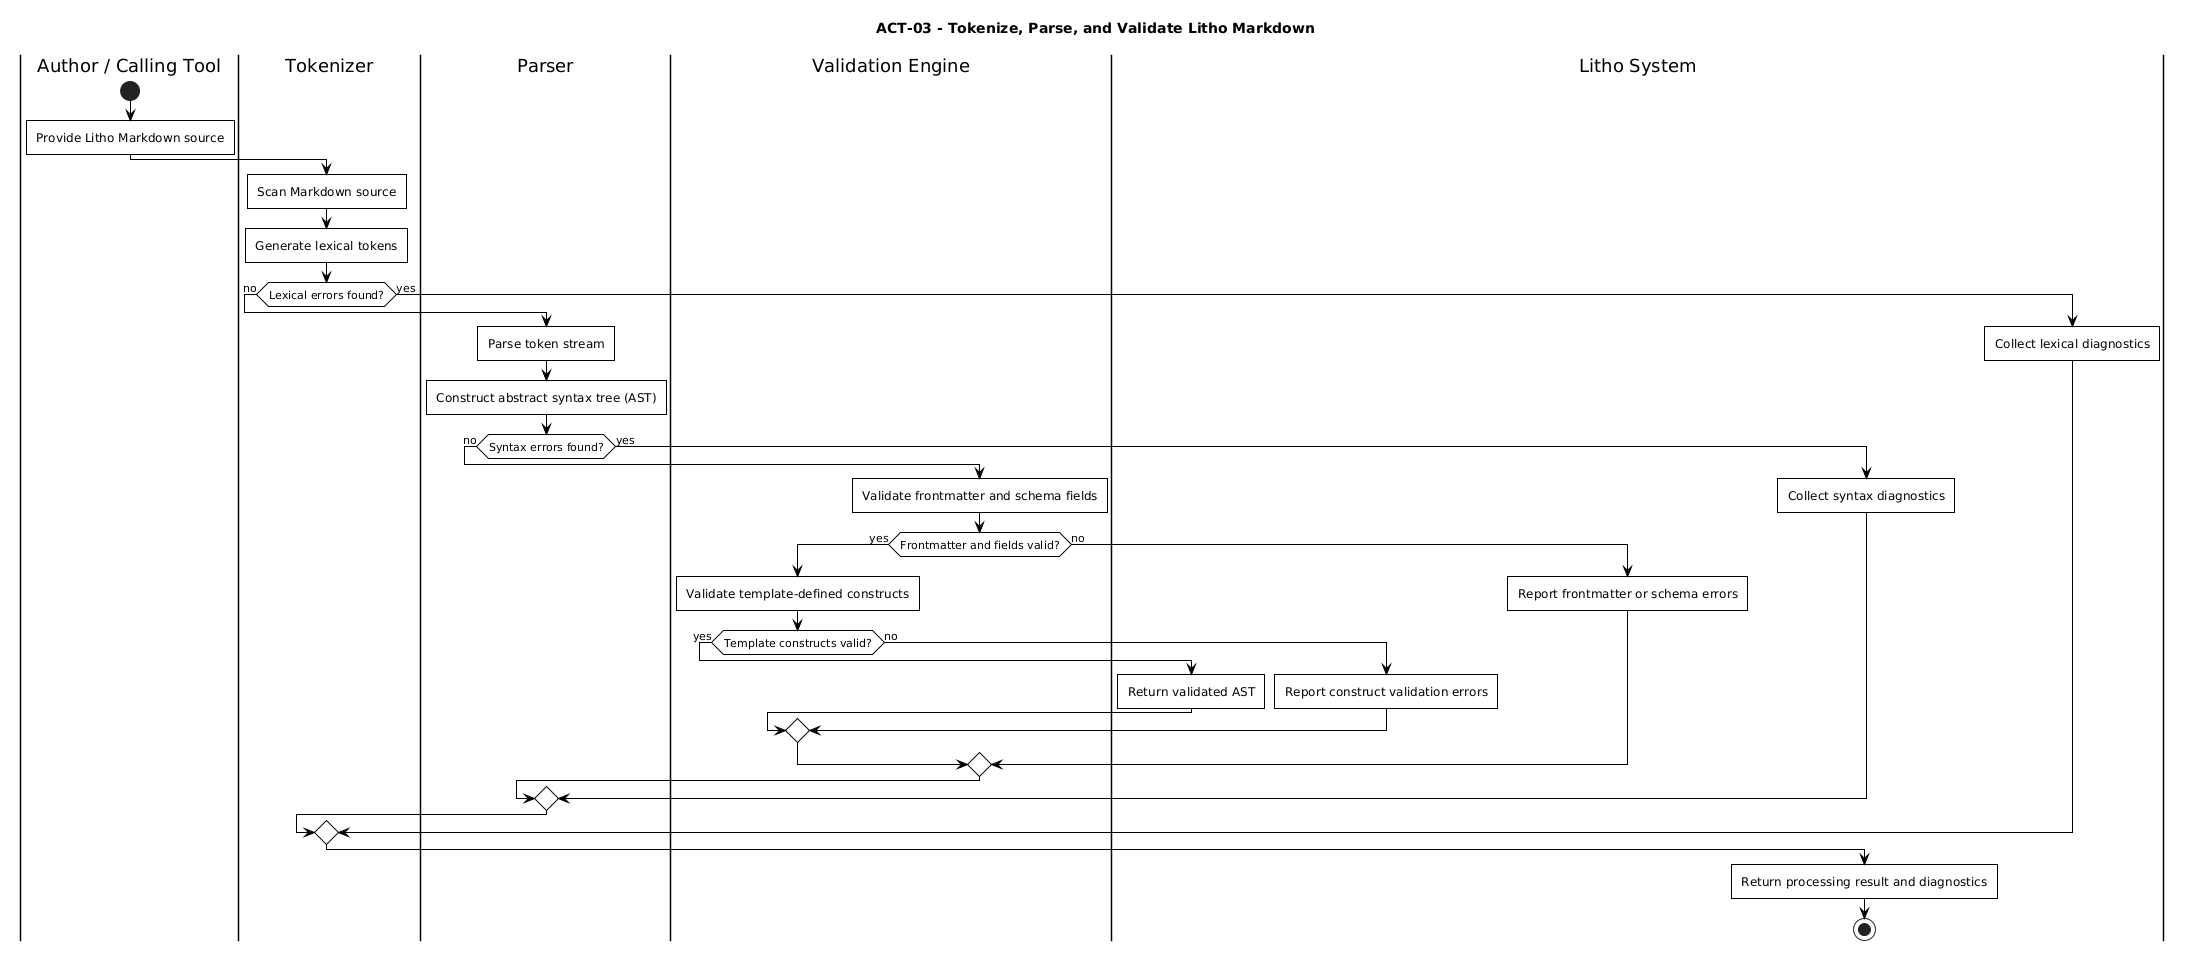 ACT-03 - Tokenize, Parse, and Validate Litho Markdown
Author / Calling Tool
Tokenizer
Parser
Validation Engine
Litho System
Provide Litho Markdown source
Scan Markdown source
Generate lexical tokens
no
Lexical errors found?
yes
Parse token stream
Collect lexical diagnostics
Construct abstract syntax tree (AST)
no
Syntax errors found?
yes
Validate frontmatter and schema fields
Collect syntax diagnostics
yes
Frontmatter and fields valid?
no
Validate template-defined constructs
Report frontmatter or schema errors
yes
Template constructs valid?
no
Return validated AST
Report construct validation errors
Return processing result and diagnostics